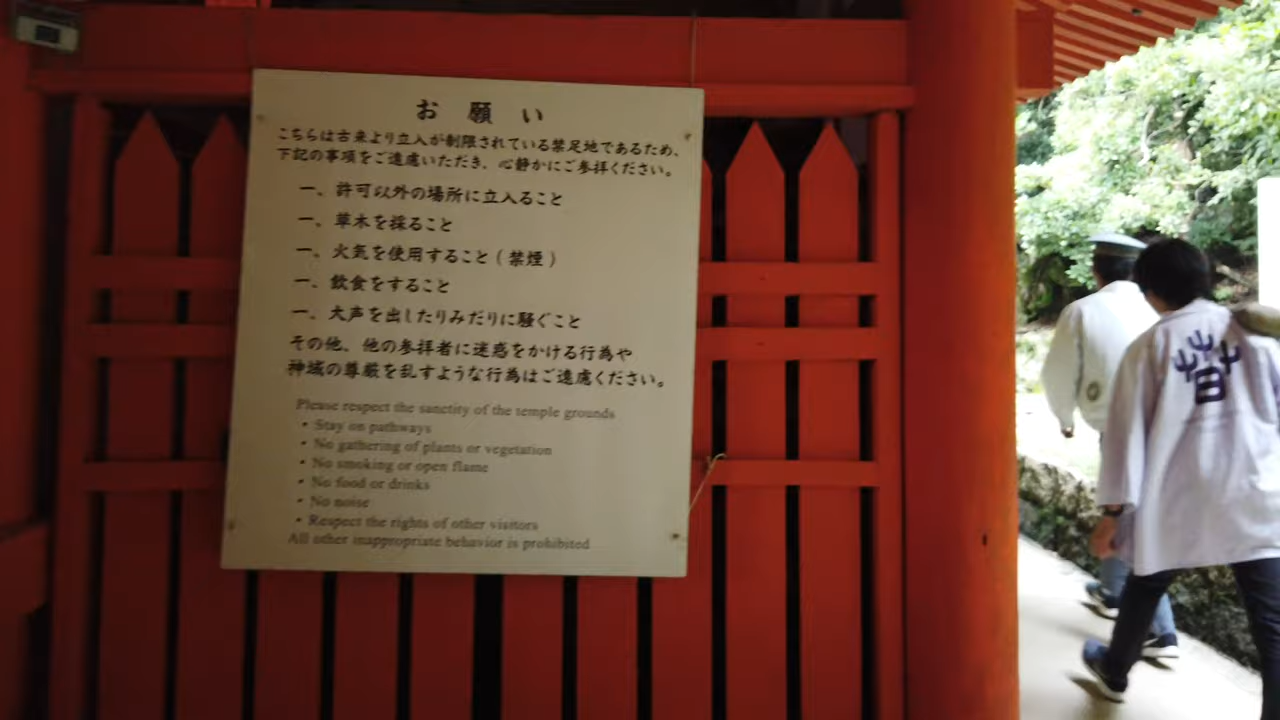 お願い
こちらは古来より立入が制限されている禁足地であるため、
下記の事項をご遠慮いただき、心静かにご参拝ください。
一、許可以外の場所に立入ること
一、草木を採ること
一、火気を使用すること(禁煙)
一、飲食をすること
一、大声を出したりみだりに騒ぐこと
その他、他の参拝者に迷惑をかける行為や
神域の尊厳を乱すような行為はご遠慮ください。
Please respect the sanctity of the temple grounds
• Stay on pathways
• No gathering of plants or vegetation
• No smoking or open flame
• No food or drinks
• No noise
• Respect the rights of other visitors
All other inappropriate behavior is prohibited